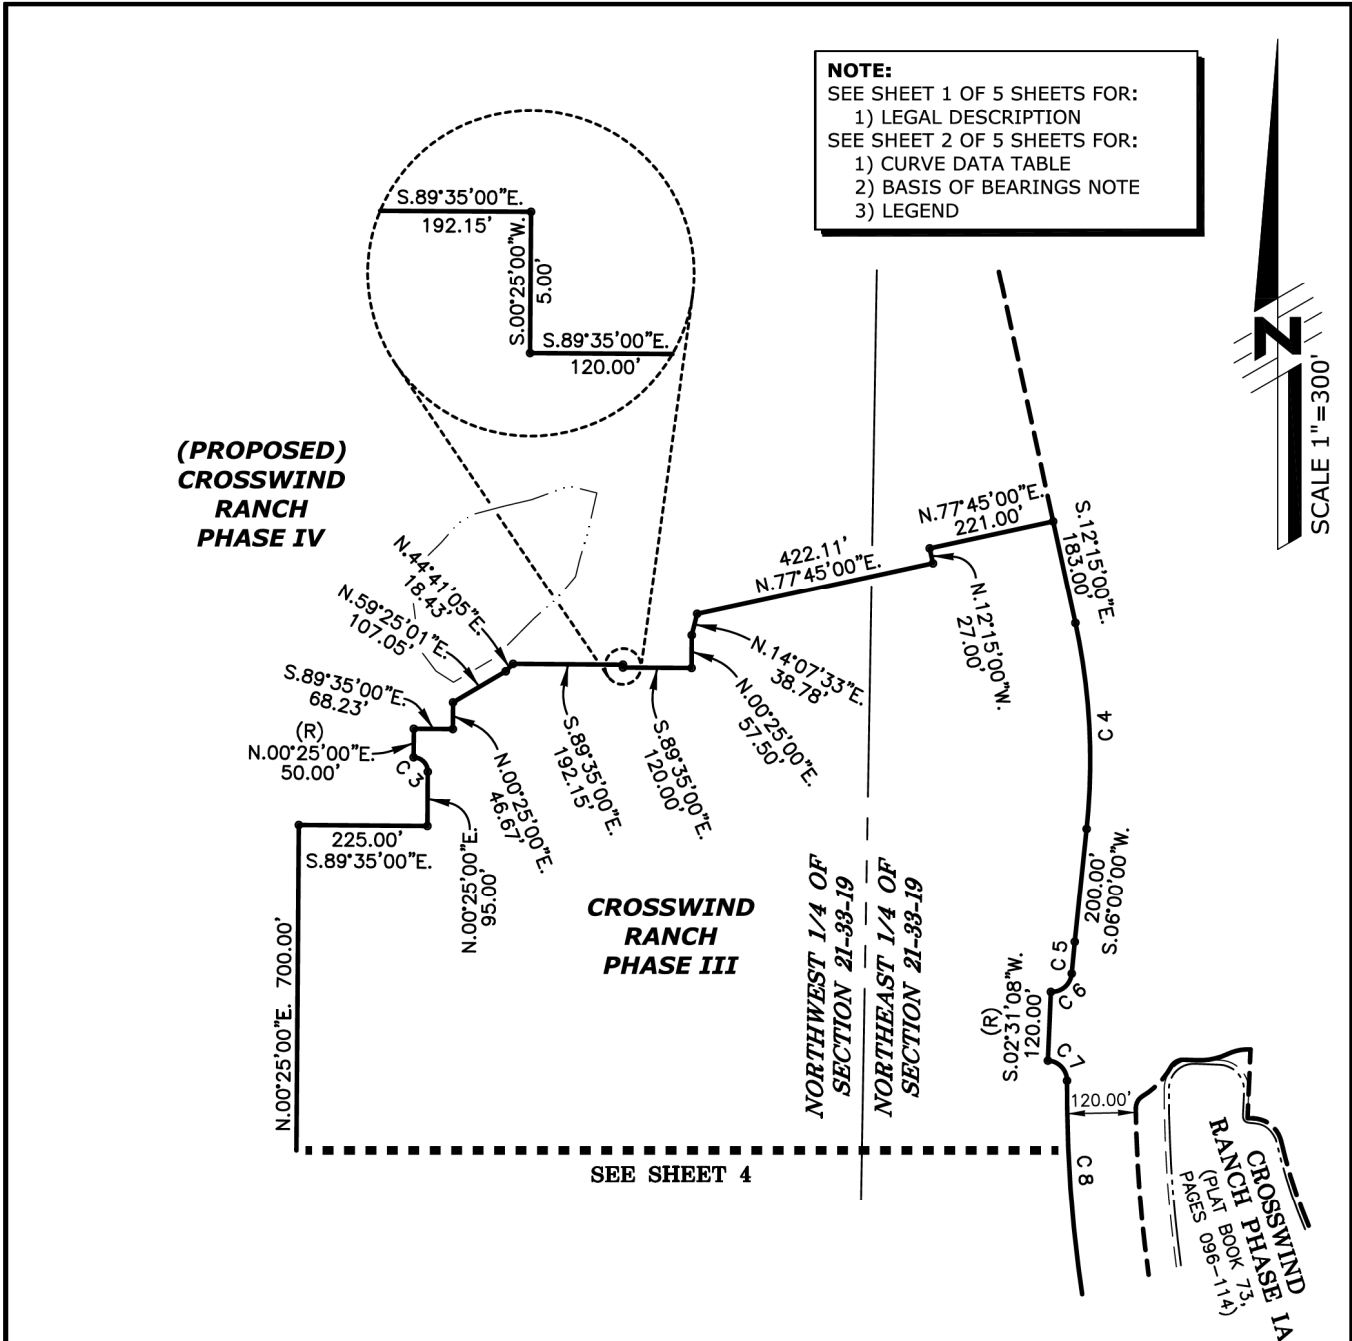 NOTE:
SEE SHEET 1 OF 5 SHEETS FOR:
1) LEGAL DESCRIPTION
SEE SHEET 2 OF 5 SHEETS FOR:
1) CURVE DATA TABLE
2) BASIS OF BEARINGS NOTE
3) LEGEND
S.89°35'00"E.
192.15'
S.00°25'00"W.
5.00'
S.89°35'00"E.
120.00'
N
SCALE 1"=300'
(PROPOSED)
CROSSWIND
RANCH
PHASE IV
N.44°41'05"E.
18.43'
N.59°25'01"E.
107.05'
S.89°35'00"E.
68.23'
(R)
N.00°25'00"E.
50.00'
C 3
225.00'
S.89°35'00"E.
N.00°25'00"E.
95.00'
N.00°25'00"E.
46.67'
S.89°35'00"E.
192.15'
S.89°35'00"E.
120.00'
N.00°25'00"E.
57.50'
N.14°07'33"E.
38.78'
422.11'
N.77°45'00"E.
N.77°45'00"E.
221.00'
N.12°15'00"W.
27.00'
S.12°15'00"E.
183.00'
C 4
200.00'
S.06°00'00"W.
C 5
C 6
(R)
S.02°31'08"W.
120.00'
C 7
120.00'
C 8
CROSSWIND
RANCH
PHASE III
NORTHWEST 1/4 OF
SECTION 21-33-19
NORTHEAST 1/4 OF
SECTION 21-33-19
N.00°25'00"E. 700.00'
SEE SHEET 4
CROSSWIND
RANCH PHASE IA
(PLAT BOOK 73,
PAGES 096-114)